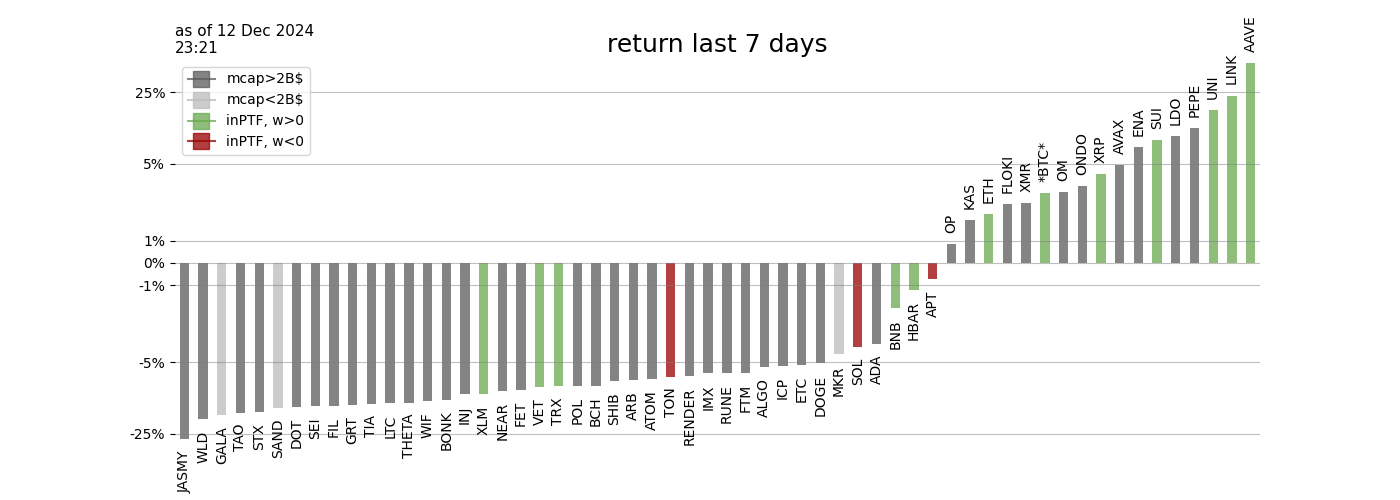 as of 12 Dec 2024
23:21
return last 7 days
mcap>2B$
mcap<2B$
inPTF, w>0
inPTF, w<0
25%
5%
1%
0%
-1%
-5%
-25%
JASMY
WLD
GALA
TAO
STX
SAND
DOT
SEI
FIL
GRT
TIA
LTC
THETA
WIF
BONK
INJ
XLM
NEAR
FET
VET
TRX
POL
BCH
SHIB
ARB
ATOM
TON
RENDER
IMX
RUNE
FTM
ALGO
ICP
ETC
DOGE
MKR
SOL
ADA
BNB
HBAR
APT
OP
KAS
ETH
FLOKI
XMR
*BTC*
OM
ONDO
XRP
AVAX
ENA
SUI
LDO
PEPE
UNI
LINK
AAVE